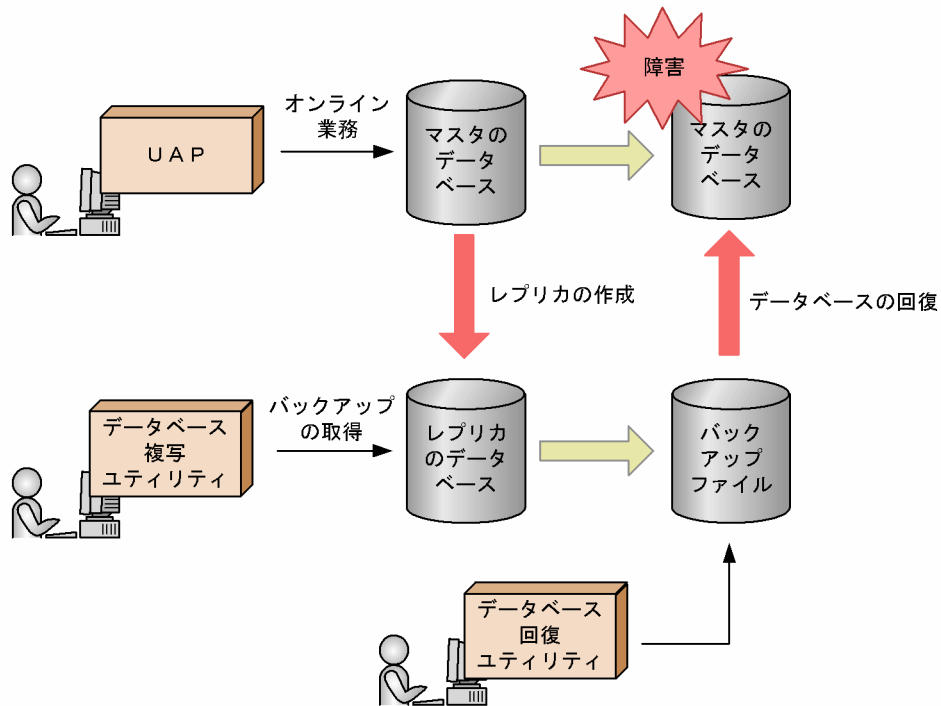 障害
オンライン
業務
ＵＡＰ
マスタの
データ
ベース
マスタの
データ
ベース
レプリカの作成
データベースの回復
バックアップ
の取得
データベース
複写
ユティリティ
レプリカ
のデータ
ベース
バック
アップ
ファイル
データベース
回復
ユティリティ